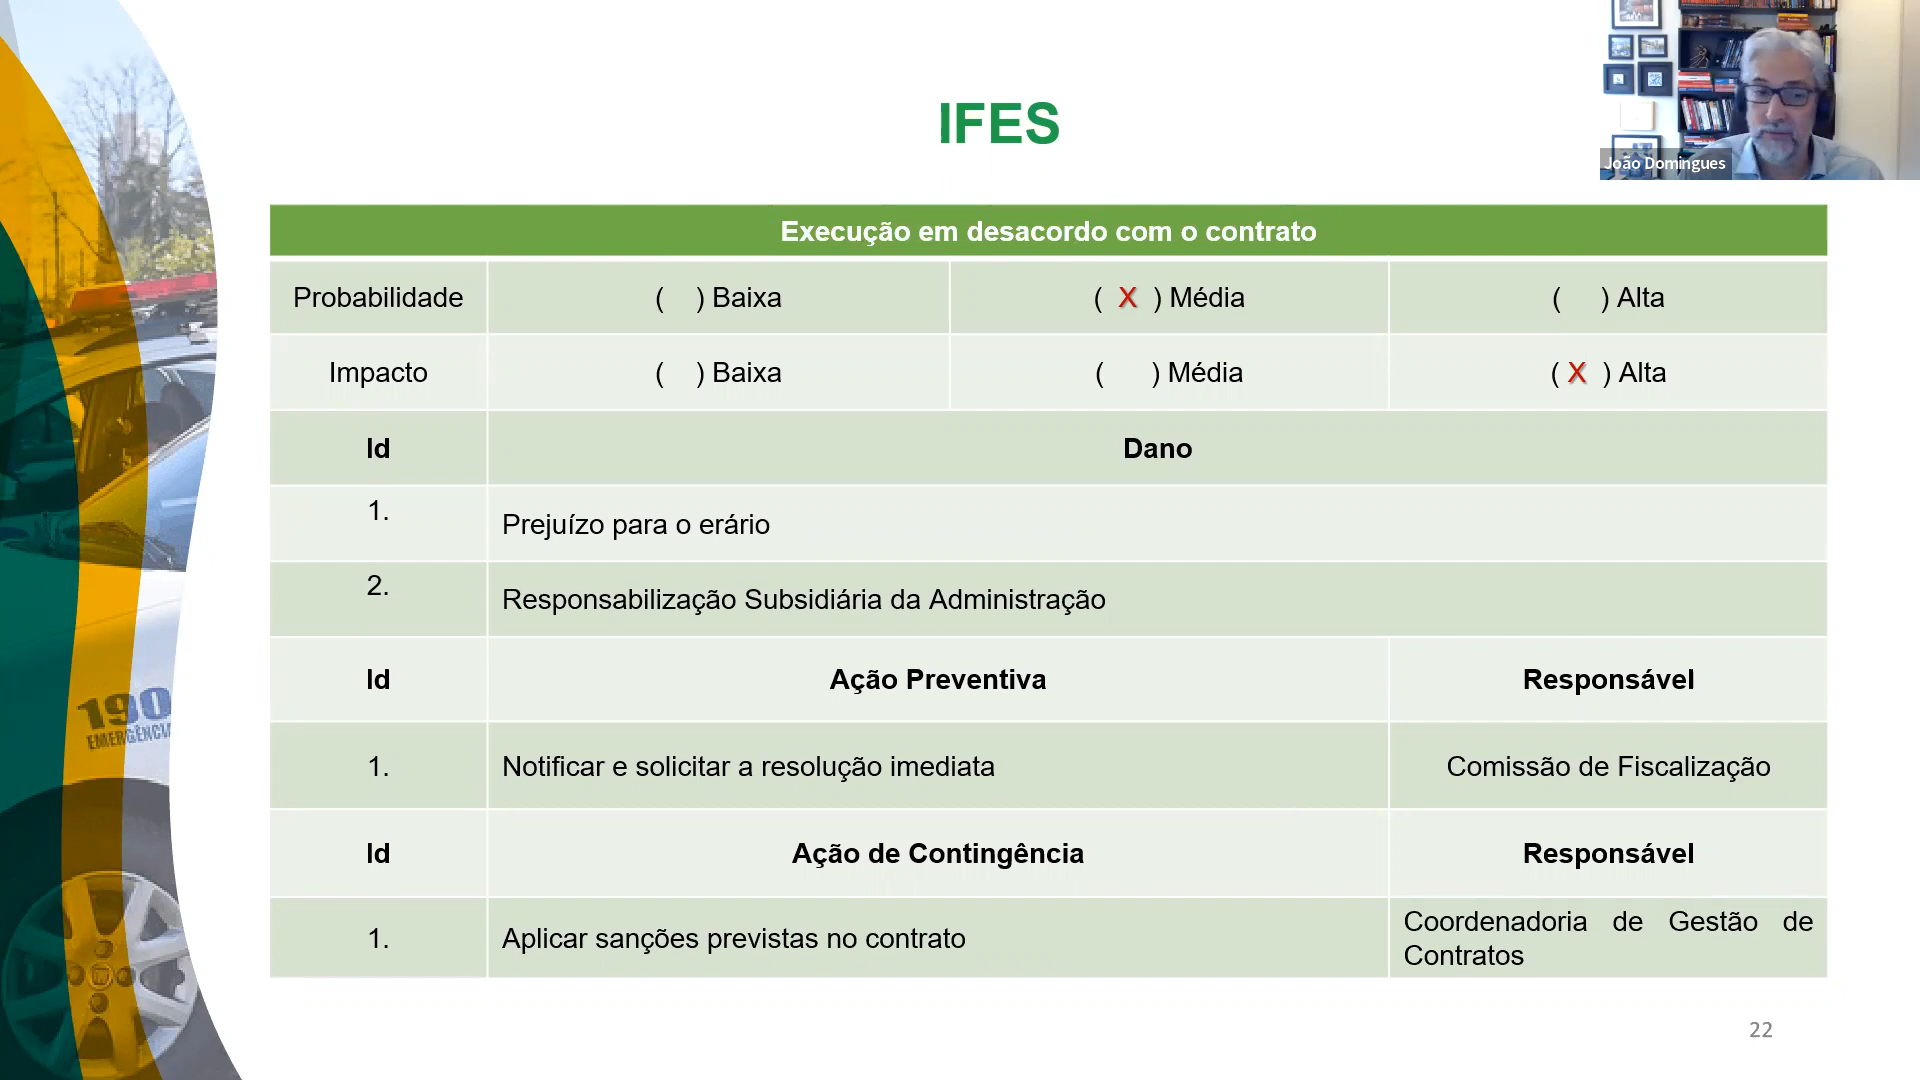 IFES
João Domingues
Execução em desacordo com o contrato
Probabilidade ( ) Baixa ( X ) Média ( ) Alta
Impacto ( ) Baixa ( ) Média ( X ) Alta
Id Dano
1. Prejuízo para o erário
2. Responsabilização Subsidiária da Administração
Id Ação Preventiva Responsável
1. Notificar e solicitar a resolução imediata Comissão de Fiscalização
Id Ação de Contingência Responsável
1. Aplicar sanções previstas no contrato Coordenadoria de Gestão de
Contratos
190
EMERGÊNCIA
22